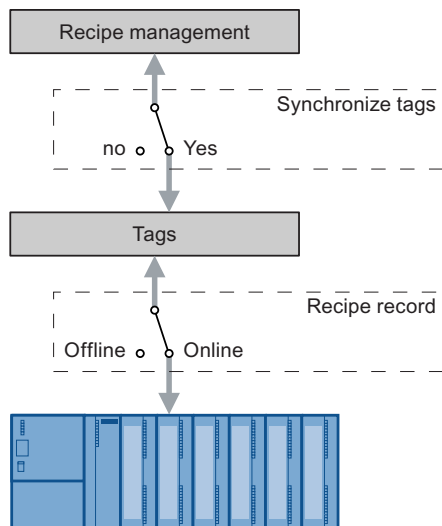 Recipe management
Synchronize tags
no Yes
Tags
Recipe record
Offline Online